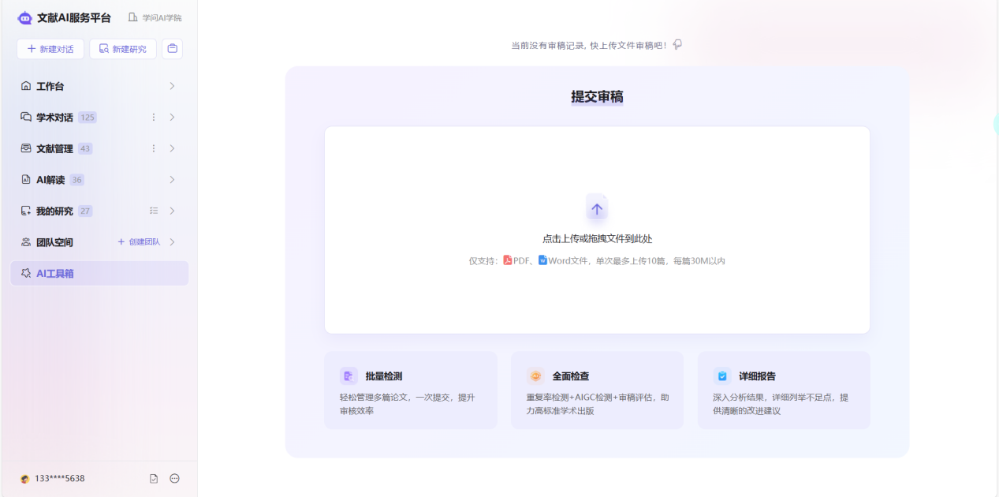 文献AI服务平台
学问AI学院
新建对话
新建研究
工作台
学术对话 125
文献管理 43
AI解读 36
我的研究 27
团队空间 + 创建团队
AI工具箱
133****5638
当前没有审稿记录, 快上传文件审稿吧!
提交审稿
点击上传或拖拽文件到此处
仅支持: PDF、 Word文件, 单次最多上传10篇, 每篇30M以内
批量检测
轻松管理多篇论文, 一次提交, 提升
审核效率
全面检查
重复率检测+AIGC检测+审稿评估, 助
力高标准学术出版
详细报告
深入分析结果, 详细列举不足点, 提
供清晰的改进建议